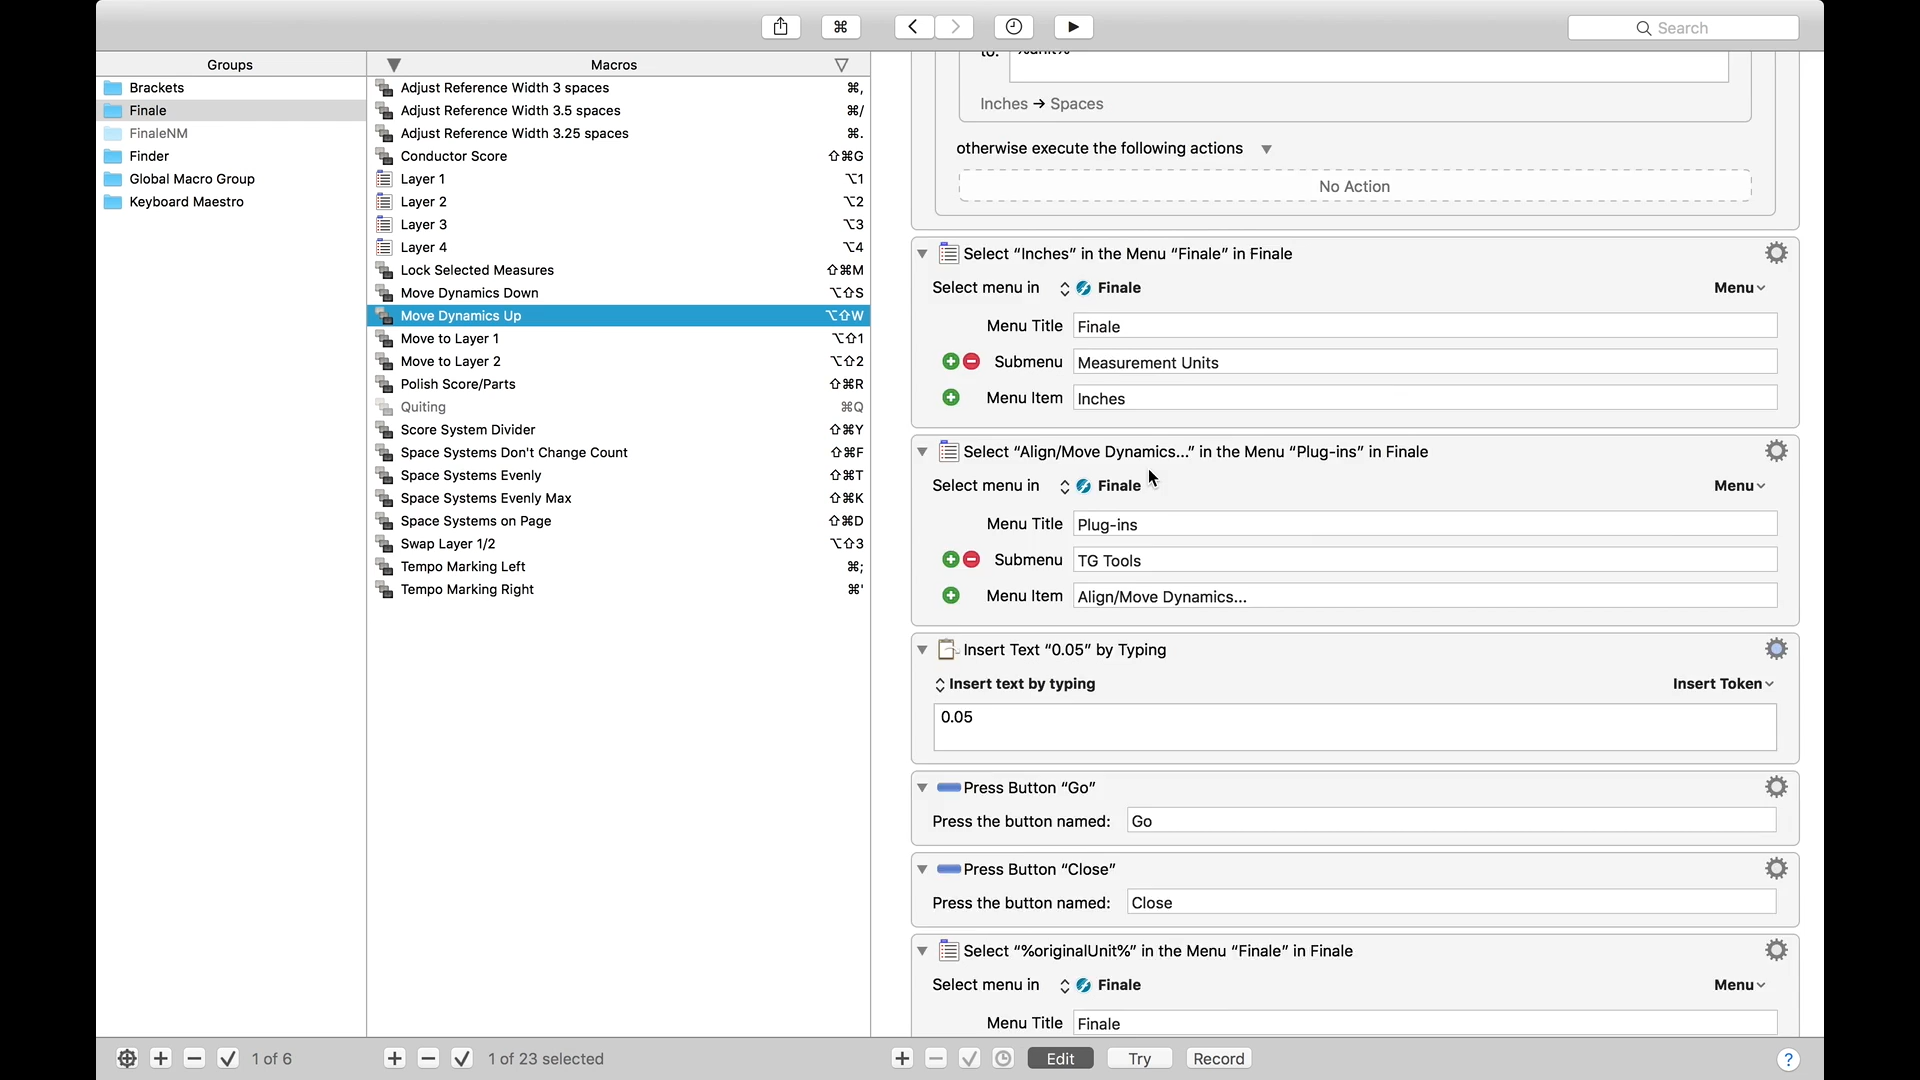 Search
Groups
Brackets
Finale
FinaleNM
Finder
Global Macro Group
Keyboard Maestro
Macros
Adjust Reference Width 3 spaces ⌘,
Adjust Reference Width 3.5 spaces ⌘/
Adjust Reference Width 3.25 spaces ⌘.
Conductor Score ⇧⌘G
Layer 1 ⌥1
Layer 2 ⌥2
Layer 3 ⌥3
Layer 4 ⌥4
Lock Selected Measures ⇧⌘M
Move Dynamics Down ⌥⇧S
Move Dynamics Up ⌥⇧W
Move to Layer 1 ⌥⇧1
Move to Layer 2 ⌥⇧2
Polish Score/Parts ⇧⌘R
Quiting ⌘Q
Score System Divider ⇧⌘Y
Space Systems Don't Change Count ⇧⌘F
Space Systems Evenly ⇧⌘T
Space Systems Evenly Max ⇧⌘K
Space Systems on Page ⇧⌘D
Swap Layer 1/2 ⌥⇧3
Tempo Marking Left ⌘;
Tempo Marking Right ⌘'
to:
Inches → Spaces
otherwise execute the following actions
No Action
Select “Inches” in the Menu “Finale” in Finale
Select menu in Finale Menu
Menu Title Finale
Submenu Measurement Units
Menu Item Inches
Select “Align/Move Dynamics...” in the Menu “Plug-ins” in Finale
Select menu in Finale Menu
Menu Title Plug-ins
Submenu TG Tools
Menu Item Align/Move Dynamics...
Insert Text “0.05” by Typing
Insert text by typing Insert Token
0.05
Press Button “Go”
Press the button named: Go
Press Button “Close”
Press the button named: Close
Select “%originalUnit%” in the Menu “Finale” in Finale
Select menu in Finale Menu
Menu Title Finale
1 of 6
1 of 23 selected
Edit Try Record ?